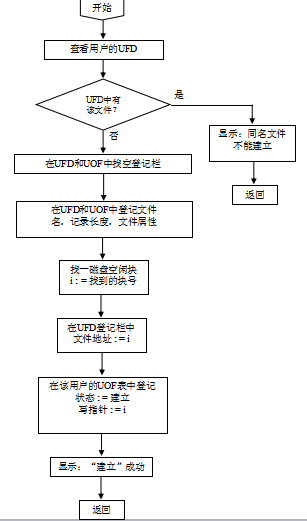 开始
查看用户的UFD
UFD中有
该文件?
是
否
显示：同名文件
不能建立
返回
在UFD和UOF中找空登记栏
在UFD和UOF中登记文件
名，记录长度，文件属性
找一磁盘空闲块
i : = 找到的块号
在UFD登记栏中
文件地址 : = i
在该用户的UOF表中登记
状态 : = 建立
写指针 : = i
显示：“建立”成功
返回